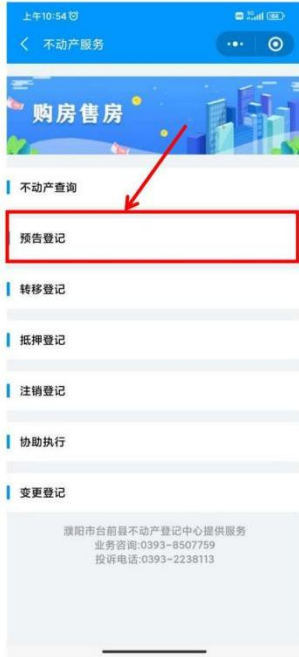 上午10:54
不动产服务
购房售房
不动产查询
预告登记
转移登记
抵押登记
注销登记
协助执行
变更登记
濮阳市台前县不动产登记中心提供服务
业务咨询:0393-8507759
投诉电话:0393-2238113